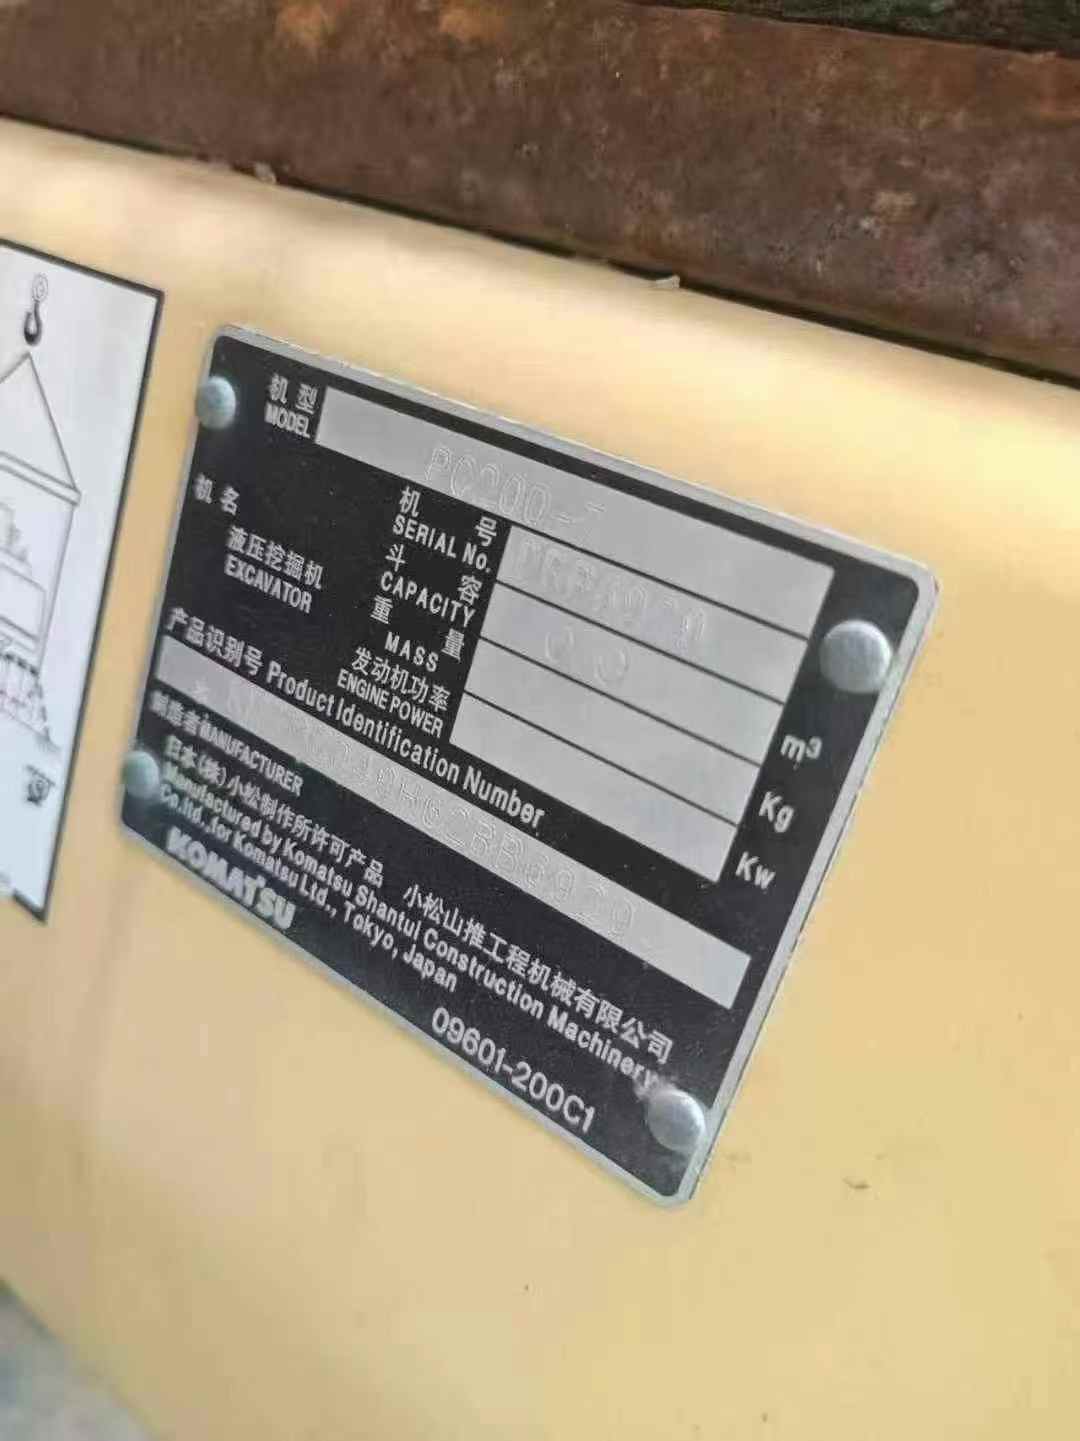 机型
MODEL
PC200-7
机名
液压挖掘机
EXCAVATOR
机号
SERIAL No.
斗容
CAPACITY
m³
重量
MASS
Kg
发动机功率
ENGINE POWER
Kw
产品识别号 Product Identification Number
制造者 MANUFACTURER
日本(株)小松制作所许可产品 小松山推工程机械有限公司
Manufactured by Komatsu Shantui Construction Machinery
Co.ltd.,for Komatsu Ltd., Tokyo, Japan
KOMATSU
09601-200C1